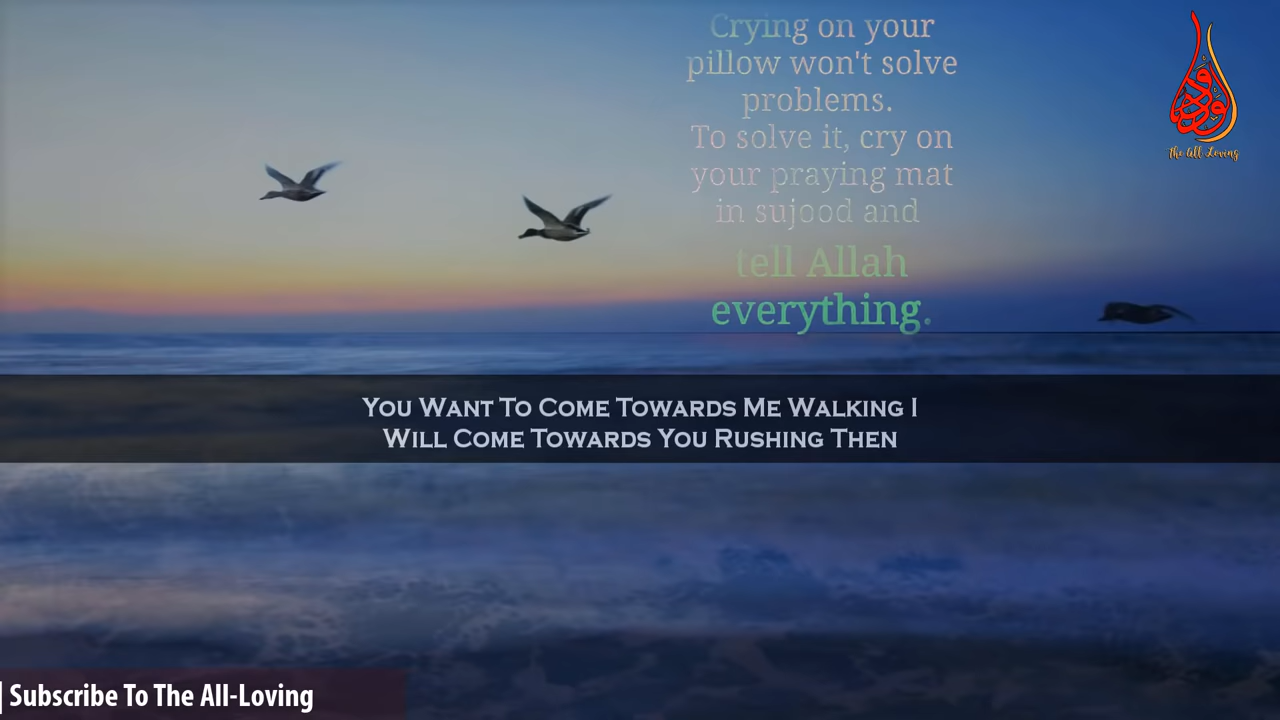 Crying on your
pillow won't solve
problems.
To solve it, cry on
your praying mat
in sujood and
tell Allah
everything.
The All Loving
YOU WANT TO COME TOWARDS ME WALKING I
WILL COME TOWARDS YOU RUSHING THEN
Subscribe To The All-Loving